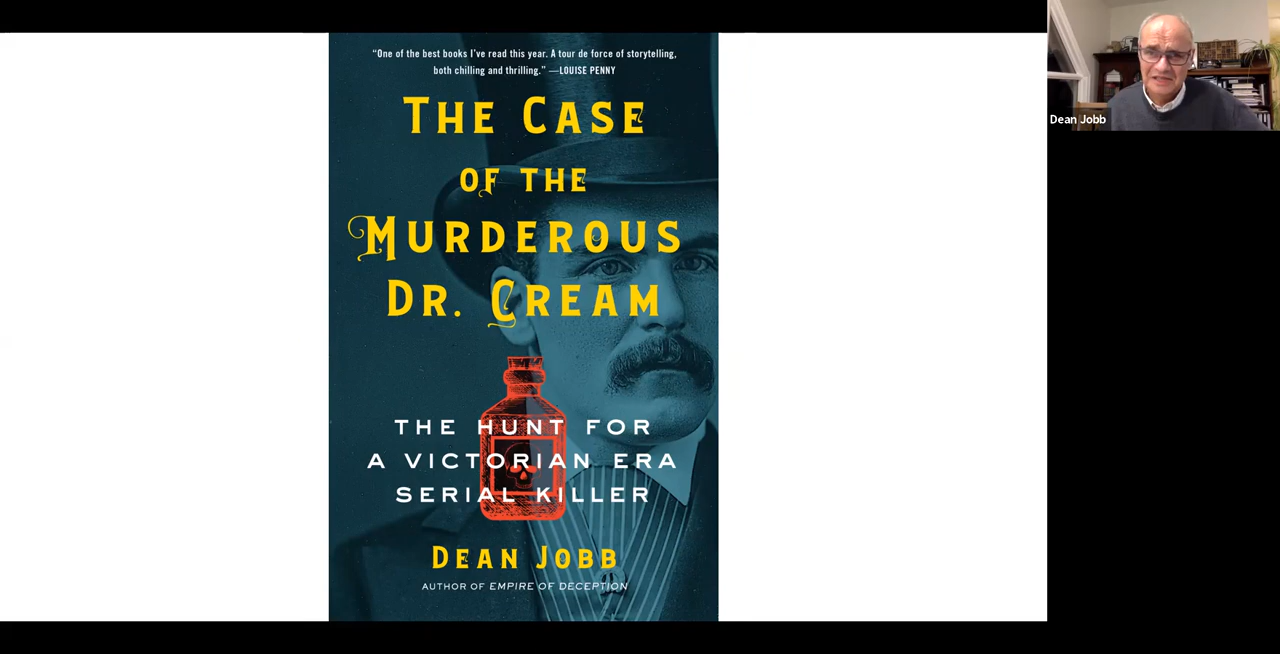 “One of the best books I’ve read this year. A tour de force of storytelling,
both chilling and thrilling.” —LOUISE PENNY
THE CASE
OF THE
MURDEROUS
DR. CREAM
THE HUNT FOR
A VICTORIAN ERA
SERIAL KILLER
DEAN JOBB
AUTHOR OF EMPIRE OF DECEPTION
Dean Jobb